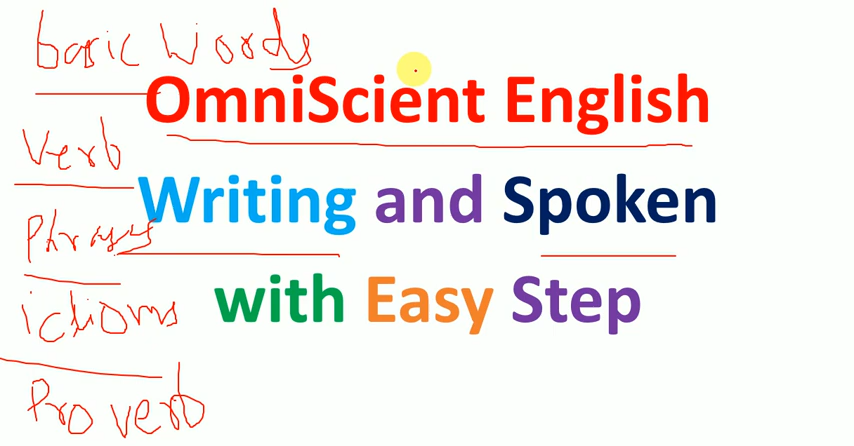 basic words
OmniScient English
Verb
Writing and Spoken
Phrases
idioms
with Easy Step
Proverb